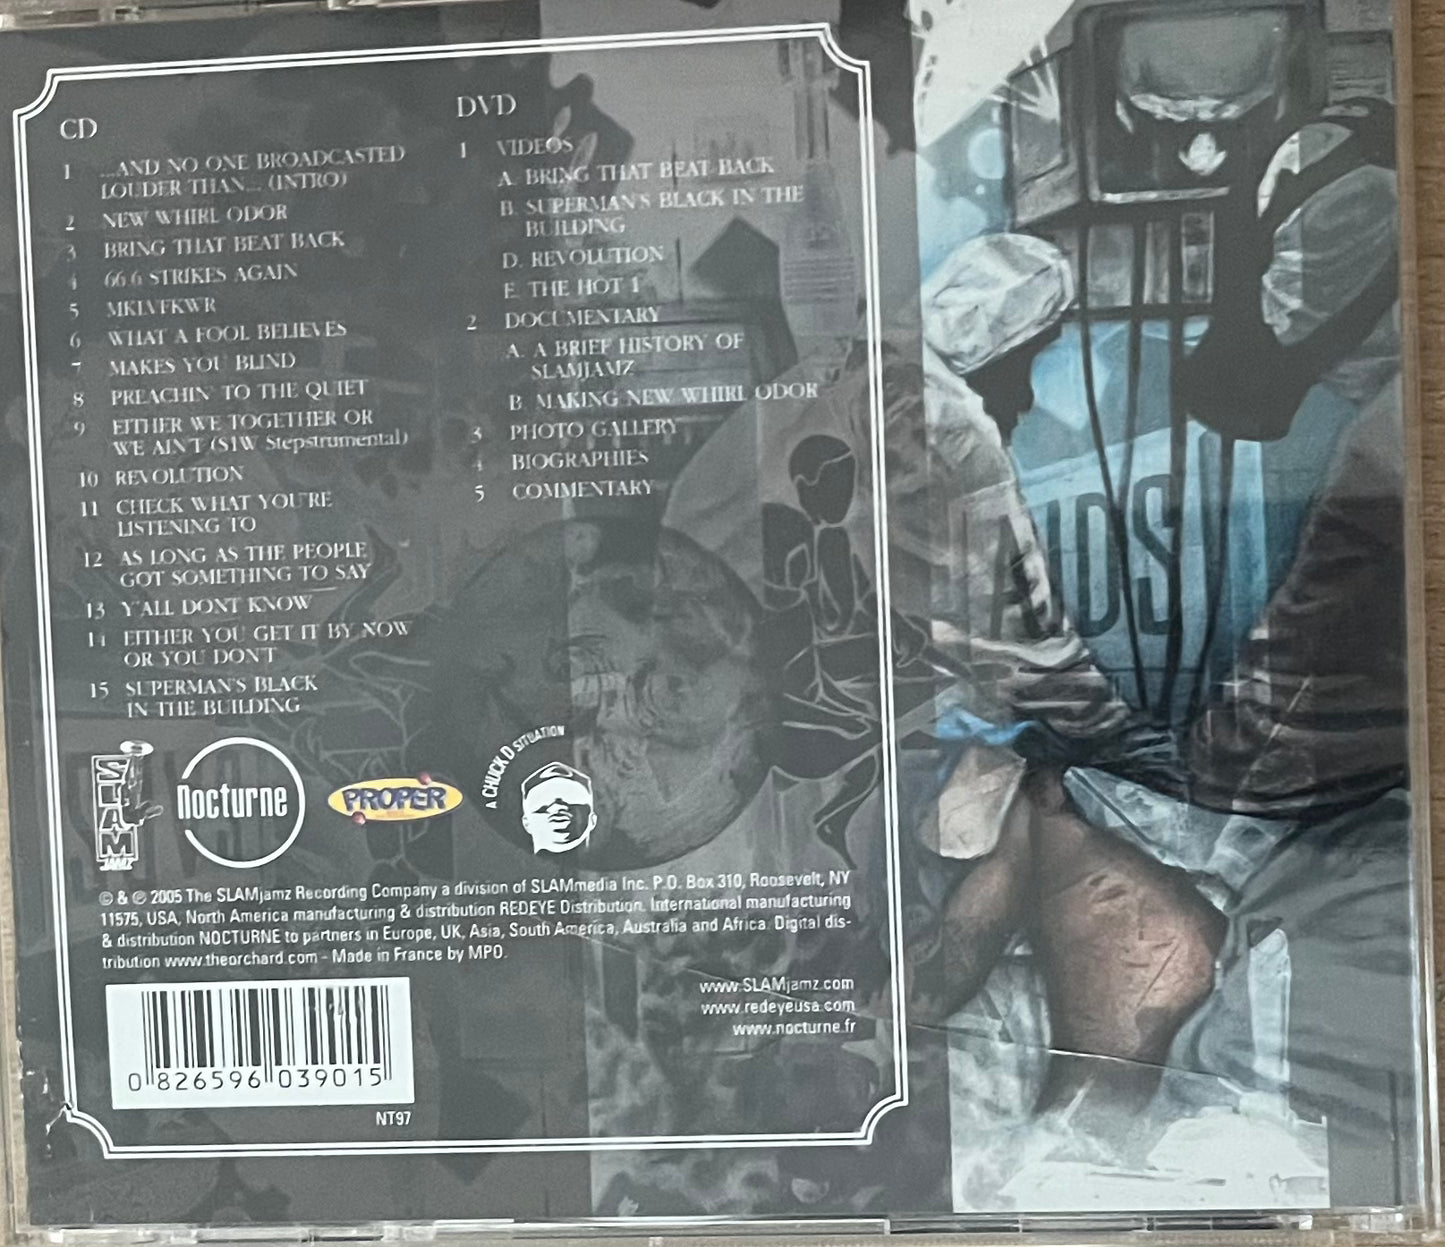 CD
1 ...AND NO ONE BROADCASTED
LOUDER THAN... (INTRO)
2 NEW WHIRL ODOR
3 BRING THAT BEAT BACK
4 66.6 STRIKES AGAIN
5 MKLVFKWR
6 WHAT A FOOL BELIEVES
7 MAKES YOU BLIND
8 PREACHIN' TO THE QUIET
9 EITHER WE TOGETHER OR
WE AIN'T (S1W Stepstrumental)
10 REVOLUTION
11 CHECK WHAT YOU'RE
LISTENING TO
12 AS LONG AS THE PEOPLE
GOT SOMETHING TO SAY
13 Y'ALL DON'T KNOW
14 EITHER YOU GET IT BY NOW
OR YOU DON'T
15 SUPERMAN'S BLACK
IN THE BUILDING
DVD
1 VIDEOS
A. BRING THAT BEAT BACK
B. SUPERMAN'S BLACK IN THE
BUILDING
D. REVOLUTION
E. THE HOT 1
2 DOCUMENTARY
A. A BRIEF HISTORY OF
SLAMJAMZ
B. MAKING NEW WHIRL ODOR
3 PHOTO GALLERY
4 BIOGRAPHIES
5 COMMENTARY
AIDS
SLAM
JAMZ
nocturne
PROPER
A CHUCK D SITUATION
© & ℗ 2005 The SLAMjamz Recording Company a division of SLAMmedia Inc. P.O. Box 310, Roosevelt, NY
11575, USA, North America manufacturing & distribution REDEYE Distribution. International manufacturing
& distribution NOCTURNE to partners in Europe, UK, Asia, South America, Australia and Africa. Digital dis-
tribution www.theorchard.com - Made in France by MPO.
www.SLAMjamz.com
www.redeyeusa.com
www.nocturne.fr
0 826596 039015
NT97